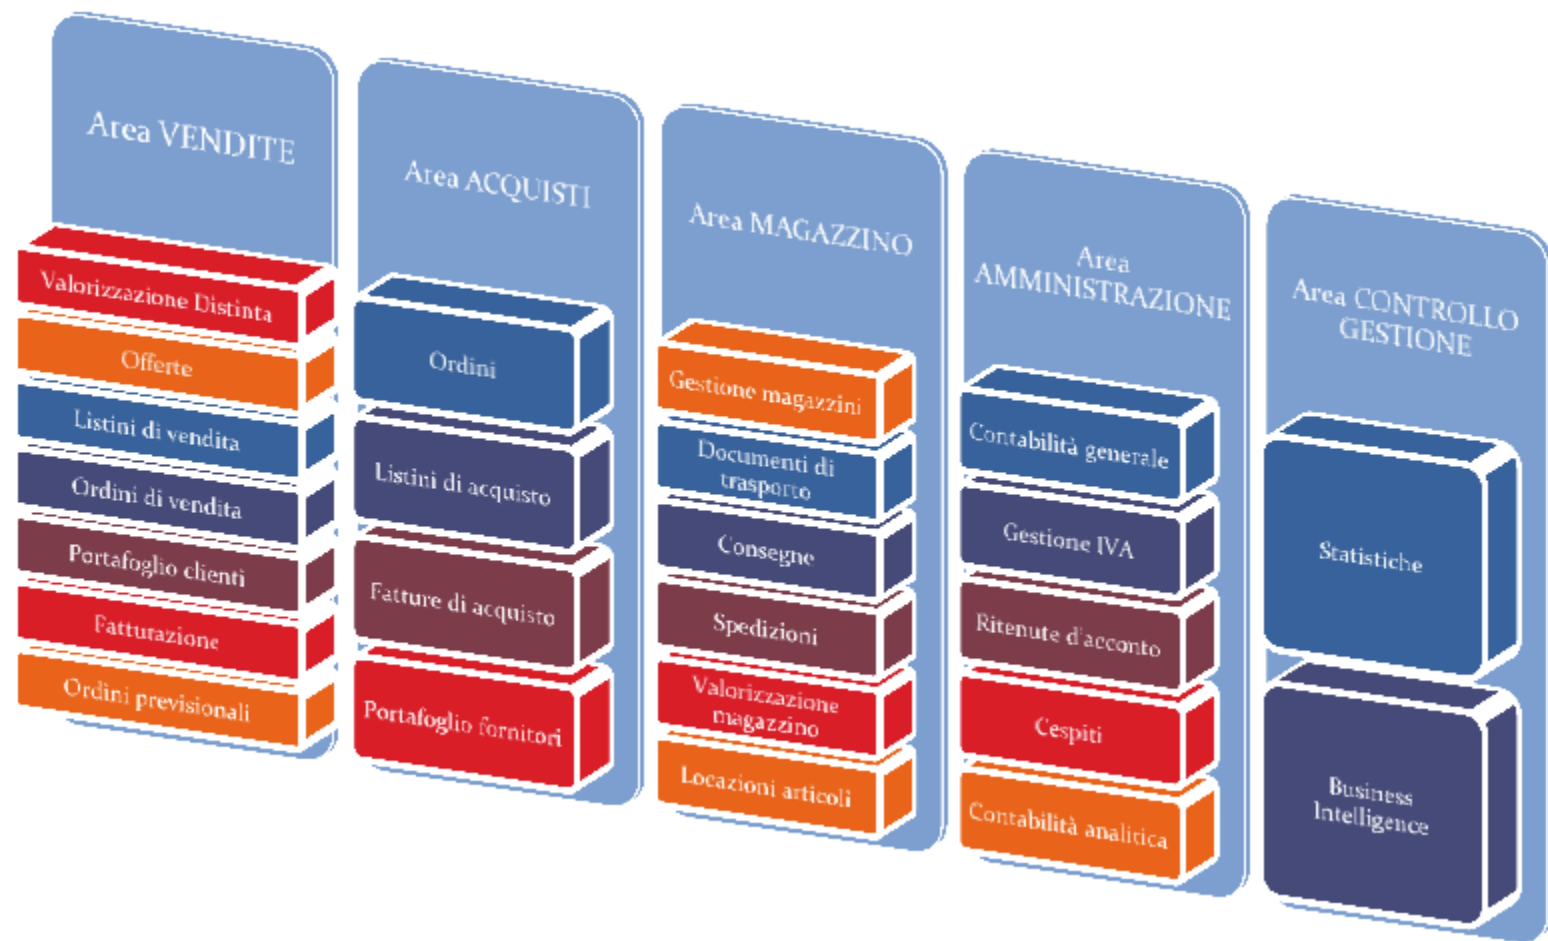 Area VENDITE
Valorizzazione Distinta
Offerte
Listini di vendita
Ordini di vendita
Portafoglio clienti
Fatturazione
Ordini previsionali
Area ACQUISTI
Ordini
Listini di acquisto
Fatture di acquisto
Portafoglio fornitori
Area MAGAZZINO
Gestione magazzini
Documenti di
trasporto
Consegne
Spedizioni
Valorizzazione
magazzino
Locazioni articoli
Area
AMMINISTRAZIONE
Contabilità generale
Gestione IVA
Ritenute d'acconto
Cespiti
Contabilità analitica
Area CONTROLLO
GESTIONE
Statistiche
Business
Intelligence